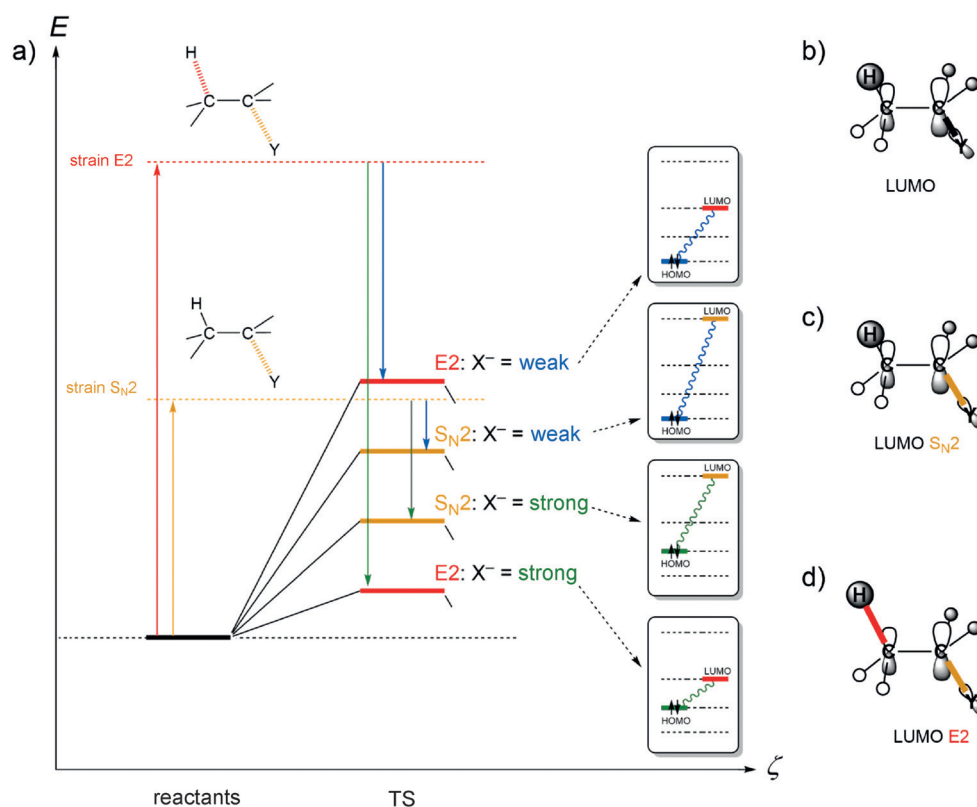 a)
E
H
C
C
Y
strain E2
H
C
C
Y
strain SN2
E2: X– = weak
SN2: X– = weak
SN2: X– = strong
E2: X– = strong
reactants
TS
ζ
LUMO
HOMO
LUMO
HOMO
LUMO
HOMO
LUMO
HOMO
b)
H
C
C
Y
LUMO
c)
H
C
C
Y
LUMO SN2
d)
H
C
C
Y
LUMO E2